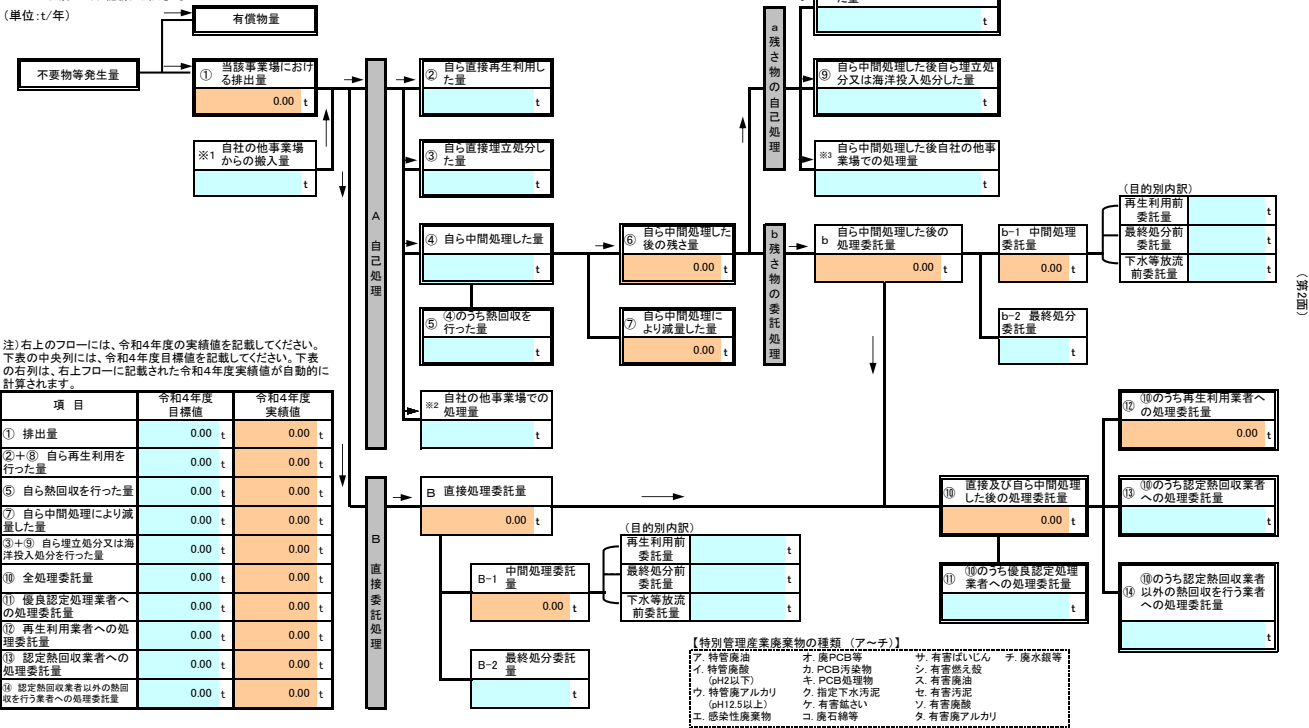 (単位:t/年)
有償物量
不要物等発生量
① 当該事業場におけ
る排出量
0.00 t
※1 自社の他事業場
からの搬入量
t
A 自己処理
② 自ら直接再生利用し
た量
t
③ 自ら直接埋立処分し
た量
t
④ 自ら中間処理した量
t
⑤ ④のうち熱回収を
行った量
t
※2 自社の他事業場での
処理量
t
⑥ 自ら中間処理した
後の残さ量
0.00 t
⑦ 自ら中間処理に
より減量した量
0.00 t
a 残さ物の自己処理
t
⑨ 自ら中間処理した後自ら埋立処
分又は海洋投入処分した量
t
※3 自ら中間処理した後自社の他事
業場での処理量
t
b 残さ物の委託処理
b 自ら中間処理した後の
処理委託量
0.00 t
b-1 中間処理
委託量
0.00 t
(目的別内訳)
再生利用前
委託量
t
最終処分前
委託量
t
下水等放流
前委託量
t
b-2 最終処分
委託量
t
(第2面)
注)右上のフローには、令和4年度の実績値を記載してください。
下表の中央列には、令和4年度目標値を記載してください。下表
の右列は、右上フローに記載された令和4年度実績値が自動的に
計算されます。
項 目 令和4年度 令和4年度
目標値 実績値
① 排出量 0.00 t 0.00 t
②+⑧ 自ら再生利用を
行った量 0.00 t 0.00 t
⑤ 自ら熱回収を行った量 0.00 t 0.00 t
⑦ 自ら中間処理により減
量した量 0.00 t 0.00 t
③+⑨ 自ら埋立処分又は海
洋投入処分を行った量 0.00 t 0.00 t
⑩ 全処理委託量 0.00 t 0.00 t
⑪ 優良認定処理業者へ
の処理委託量 0.00 t 0.00 t
⑫ 再生利用業者への処
理委託量 0.00 t 0.00 t
⑬ 認定熱回収業者への
処理委託量 0.00 t 0.00 t
⑭ 認定熱回収業者以外の熱回
収を行う業者への処理委託量 0.00 t 0.00 t
B 直接委託処理
B 直接処理委託量
0.00 t
B-1 中間処理委託
量
0.00 t
(目的別内訳)
再生利用前
委託量
t
最終処分前
委託量
t
下水等放流
前委託量
t
B-2 最終処分委託
量
t
⑩ 直接及び自ら中間処理
した後の処理委託量
0.00 t
⑪ ⑩のうち優良認定処理
業者への処理委託量
t
⑫ ⑩のうち再生利用業者へ
の処理委託量
0.00 t
⑬ ⑩のうち認定熱回収業者
への処理委託量
t
⑭ ⑩のうち認定熱回収業者
以外の熱回収を行う業者
への処理委託量
t
【特別管理産業廃棄物の種類 (ア~チ)】
ア. 特管廃油 オ. 廃PCB等 サ. 有害ばいじん チ. 廃水銀等
イ. 特管廃酸 カ. PCB汚染物 シ. 有害燃え殻
(pH2以下) キ. PCB処理物 ス. 有害廃油
ウ. 特管廃アルカリ ク. 指定下水汚泥 セ. 有害汚泥
(pH12.5以上) ケ. 有害鉱さい ソ. 有害廃酸
エ. 感染性廃棄物 コ. 廃石綿等 タ. 有害廃アルカリ